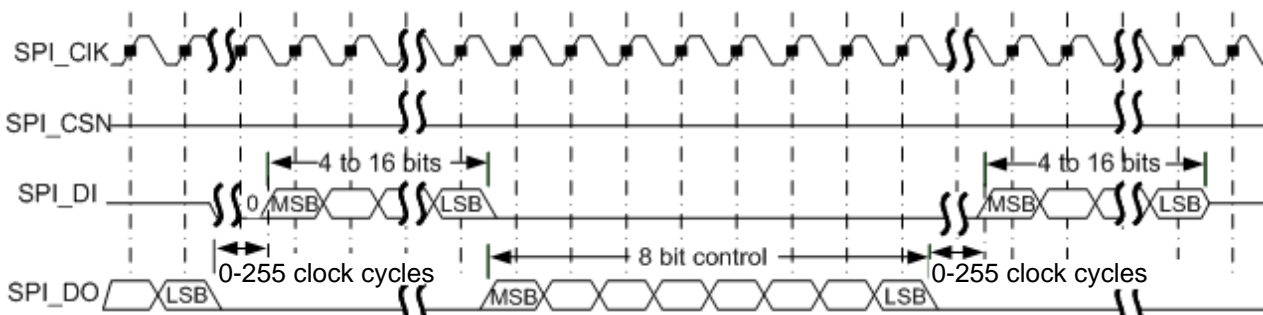 SPI_ClK
SPI_CSN
4 to 16 bits
4 to 16 bits
SPI_DI
0
MSB
LSB
MSB
LSB
0-255 clock cycles
8 bit control
0-255 clock cycles
SPI_DO
LSB
MSB
LSB